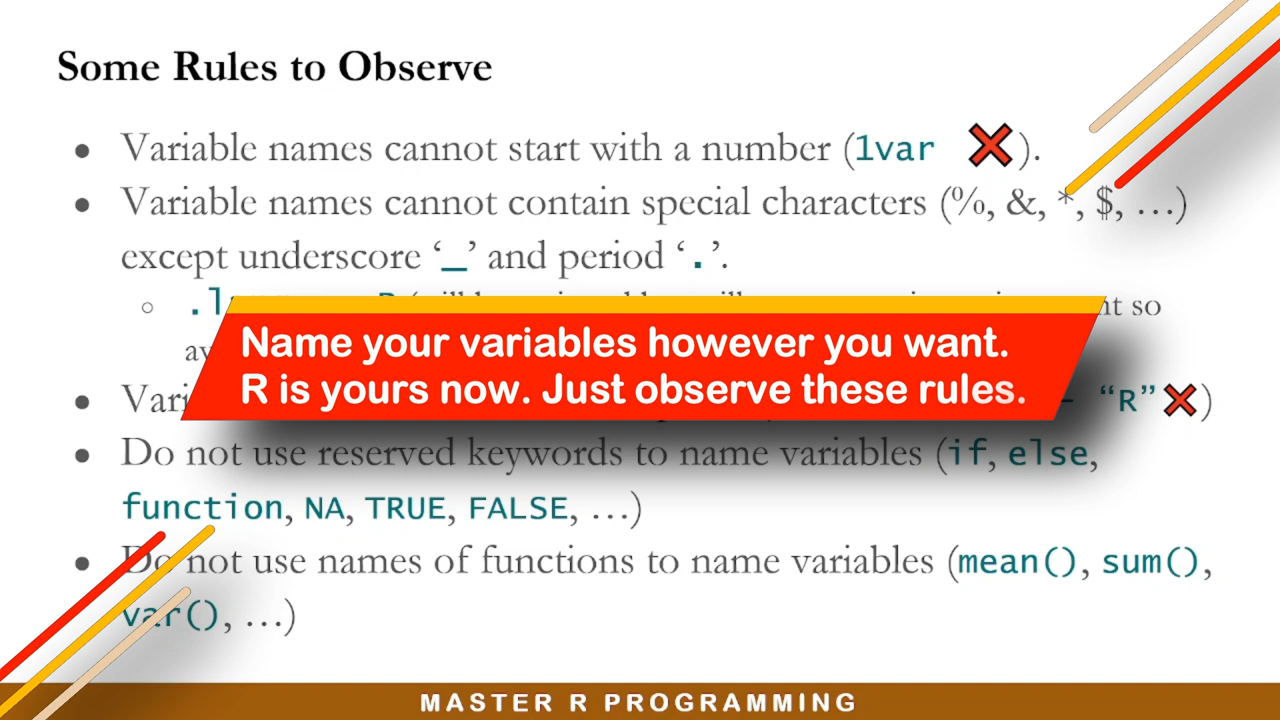 Some Rules to Observe
● Variable names cannot start with a number (1var ❌).
● Variable names cannot contain special characters (%, &, *, $, …)
except underscore ‘_’ and period ‘.’.
so
Name your variables however you want.
R is yours now. Just observe these rules.
● “R”❌)
● Do not use reserved keywords to name variables (if, else,
function, NA, TRUE, FALSE, …)
● Do not use names of functions to name variables (mean(), sum(),
var(), …)
MASTER R PROGRAMMING